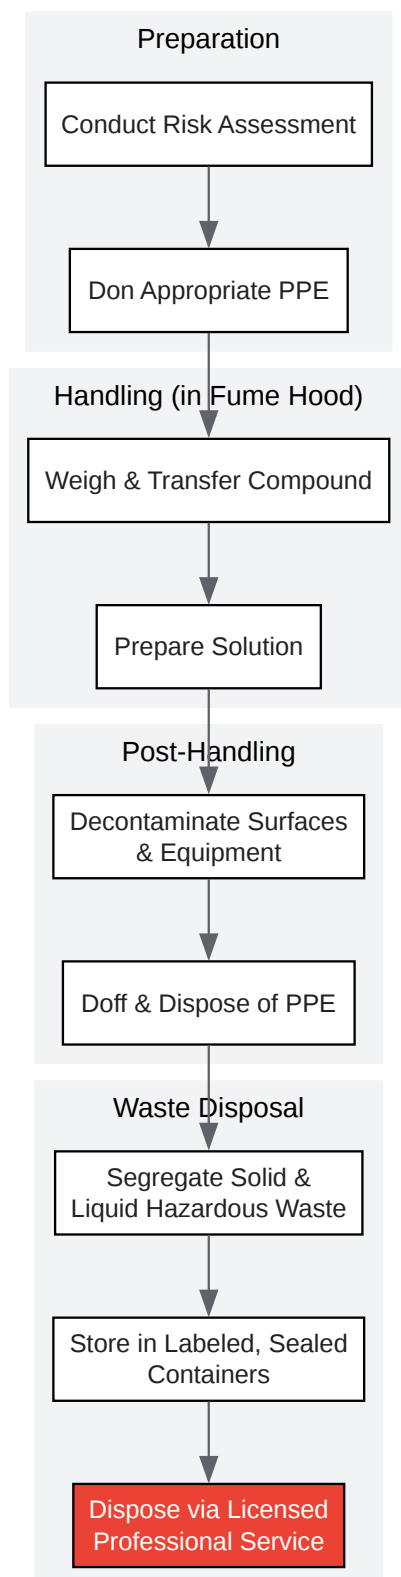 Preparation
Conduct Risk Assessment
Don Appropriate PPE
Handling (in Fume Hood)
Weigh & Transfer Compound
Prepare Solution
Post-Handling
Decontaminate Surfaces
& Equipment
Doff & Dispose of PPE
Waste Disposal
Segregate Solid &
Liquid Hazardous Waste
Store in Labeled, Sealed
Containers
Dispose via Licensed
Professional Service